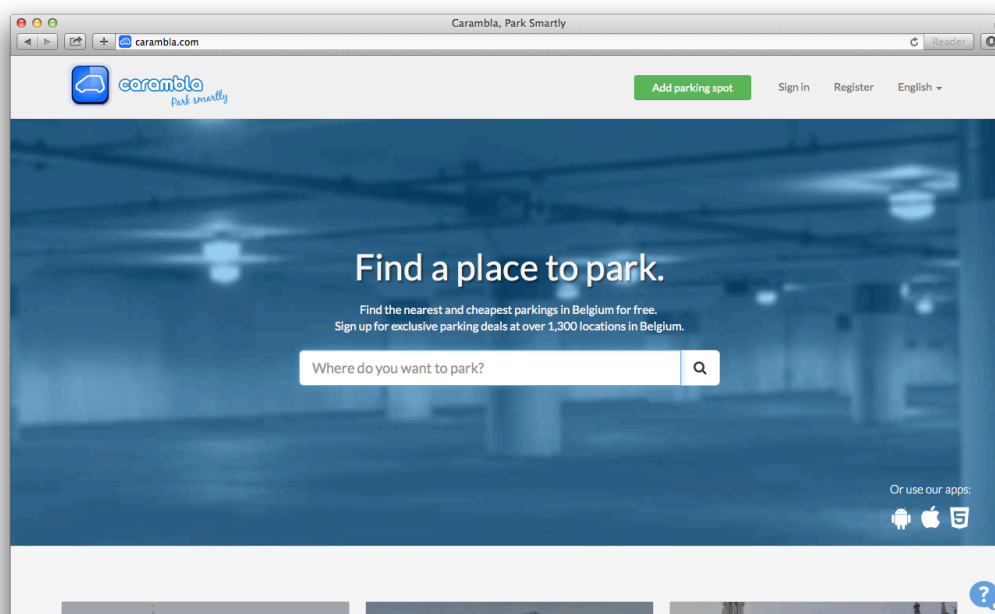 Carambla, Park Smartly
carambla.com
Reader
carambla
Park smartly
Add parking spot
Sign in
Register
English
Find a place to park.
Find the nearest and cheapest parkings in Belgium for free.
Sign up for exclusive parking deals at over 1,300 locations in Belgium.
Where do you want to park?
Or use our apps:
5
?